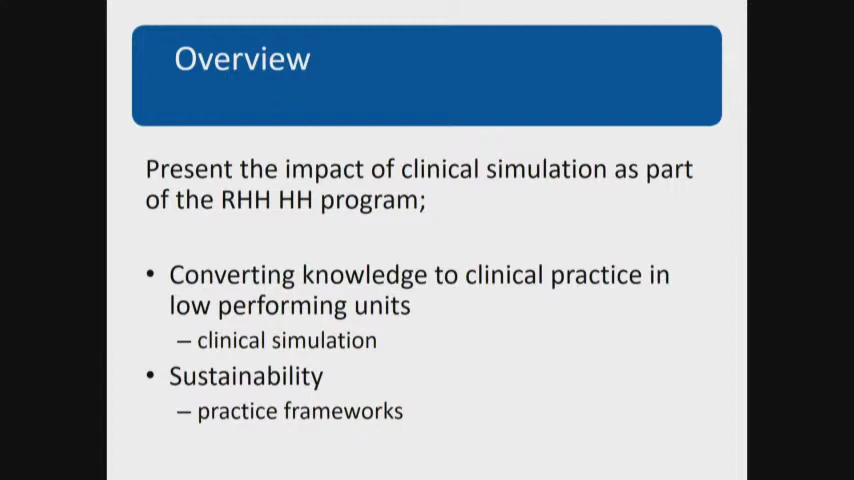 Overview
Present the impact of clinical simulation as part
of the RHH HH program;
• Converting knowledge to clinical practice in
low performing units
– clinical simulation
• Sustainability
– practice frameworks